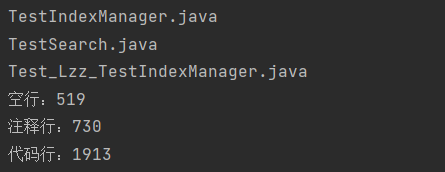 TestIndexManager.java
TestSearch.java
Test_Lzz_TestIndexManager.java
空行：519
注释行：730
代码行：1913